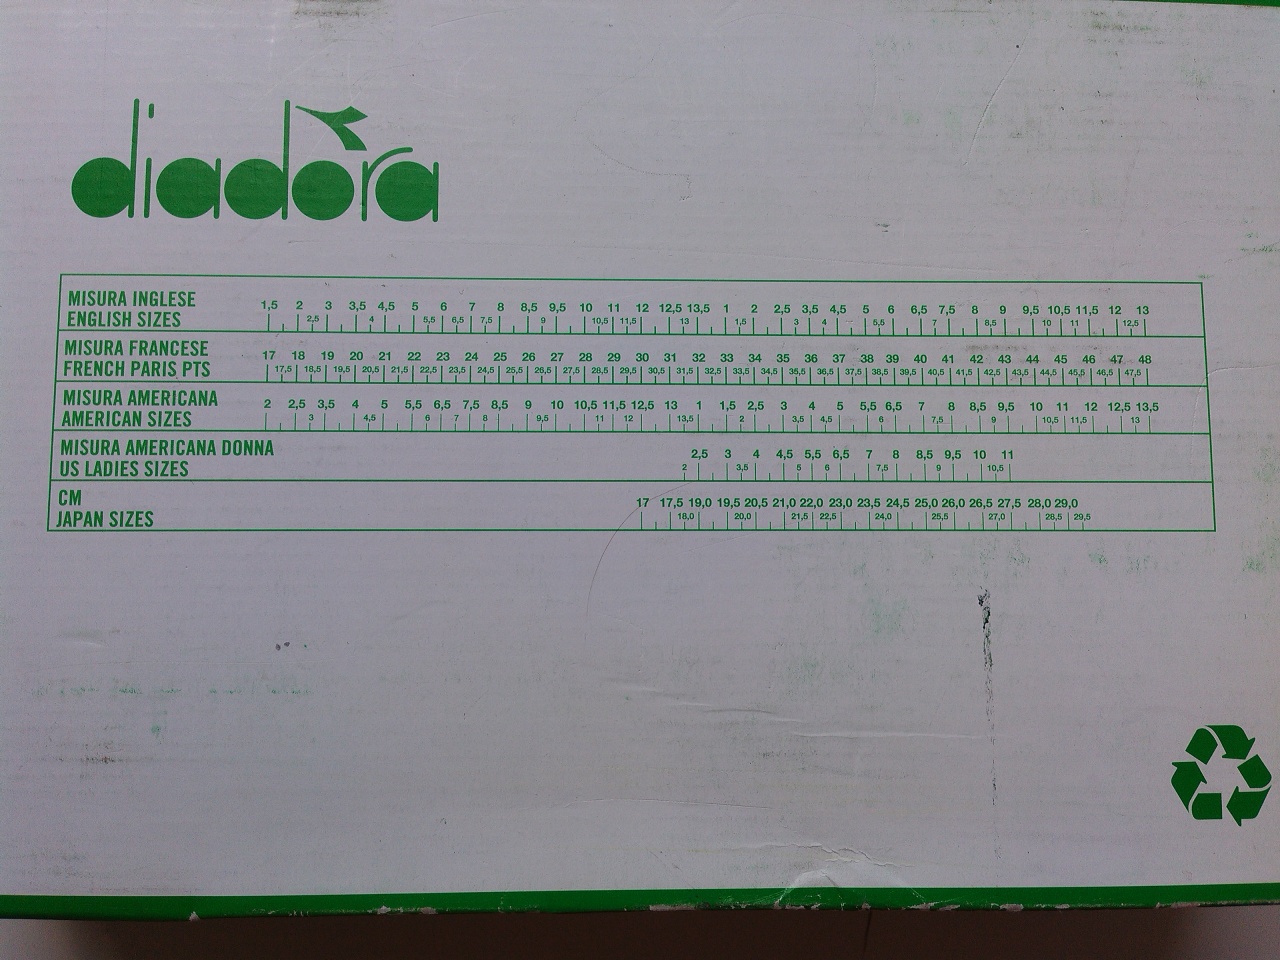 diadora
MISURA INGLESE
ENGLISH SIZES
1,5 2 3 3,5 4,5 5 6 7 8 8,5 9,5 10 11 12 12,5 13,5 1 2 2,5 3,5 4,5 5 6 6,5 7,5 8 9 9,5 10,5 11,5 12 13
2,5 4 5,5 6,5 7,5 9 10,5 11,5 13 1,5 3 4 5,5 7 8,5 10 11 12,5
MISURA FRANCESE
FRENCH PARIS PTS
17 18 19 20 21 22 23 24 25 26 27 28 29 30 31 32 33 34 35 36 37 38 39 40 41 42 43 44 45 46 47 48
17,5 18,5 19,5 20,5 21,5 22,5 23,5 24,5 25,5 26,5 27,5 28,5 29,5 30,5 31,5 32,5 33,5 34,5 35,5 36,5 37,5 38,5 39,5 40,5 41,5 42,5 43,5 44,5 45,5 46,5 47,5
MISURA AMERICANA
AMERICAN SIZES
2 2,5 3,5 4 5 5,5 6,5 7,5 8,5 9 10 10,5 11,5 12,5 13 1 1,5 2,5 3 4 5 5,5 6,5 7 8 8,5 9,5 10 11 12 12,5 13,5
3 4,5 6 7 8 9,5 11 12 13,5 2 3,5 4,5 6 7,5 9 10,5 11,5 13
MISURA AMERICANA DONNA
US LADIES SIZES
2,5 3 4 4,5 5,5 6,5 7 8 8,5 9,5 10 11
2 3,5 5 6 7,5 9 10,5
CM
JAPAN SIZES
17 17,5 19,0 19,5 20,5 21,0 22,0 23,0 23,5 24,5 25,0 26,0 26,5 27,5 28,0 29,0
18,0 20,0 21,5 22,5 24,0 25,5 27,0 28,5 29,5